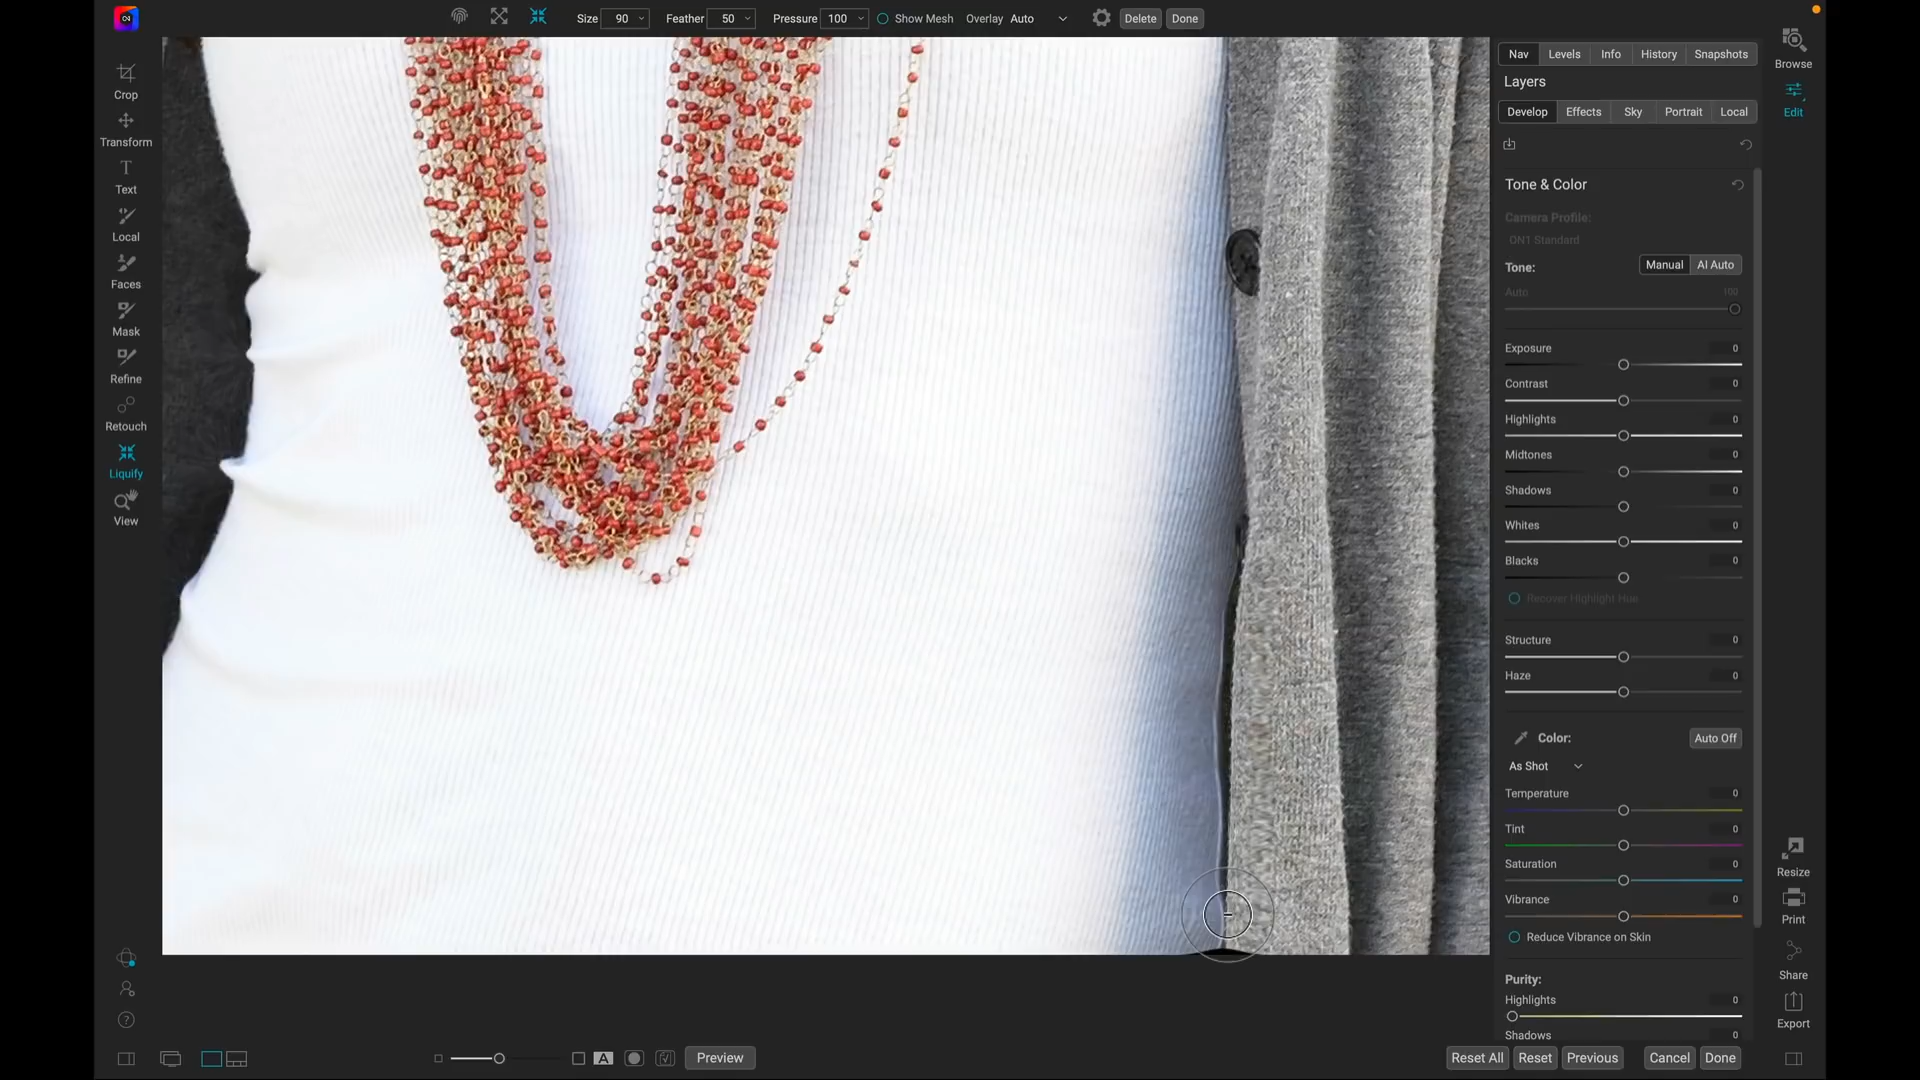 Size 90 Feather 50 Pressure 100 Show Mesh Overlay Auto Delete Done
Crop
Transform
Text
Local
Faces
Mask
Refine
Retouch
Liquify
View
Nav Levels Info History Snapshots
Layers
Develop Effects Sky Portrait Local
Tone & Color
Camera Profile:
ON1 Standard
Tone: Manual AI Auto
Auto 100
Exposure 0
Contrast 0
Highlights 0
Midtones 0
Shadows 0
Whites 0
Blacks 0
Recover Highlight Hue
Structure 0
Haze 0
Color: Auto Off
As Shot
Temperature 0
Tint 0
Saturation 0
Vibrance 0
Reduce Vibrance on Skin
Purity:
Highlights 0
Shadows 0
Browse
Edit
Resize
Print
Share
Export
A Preview
Reset All Reset Previous Cancel Done